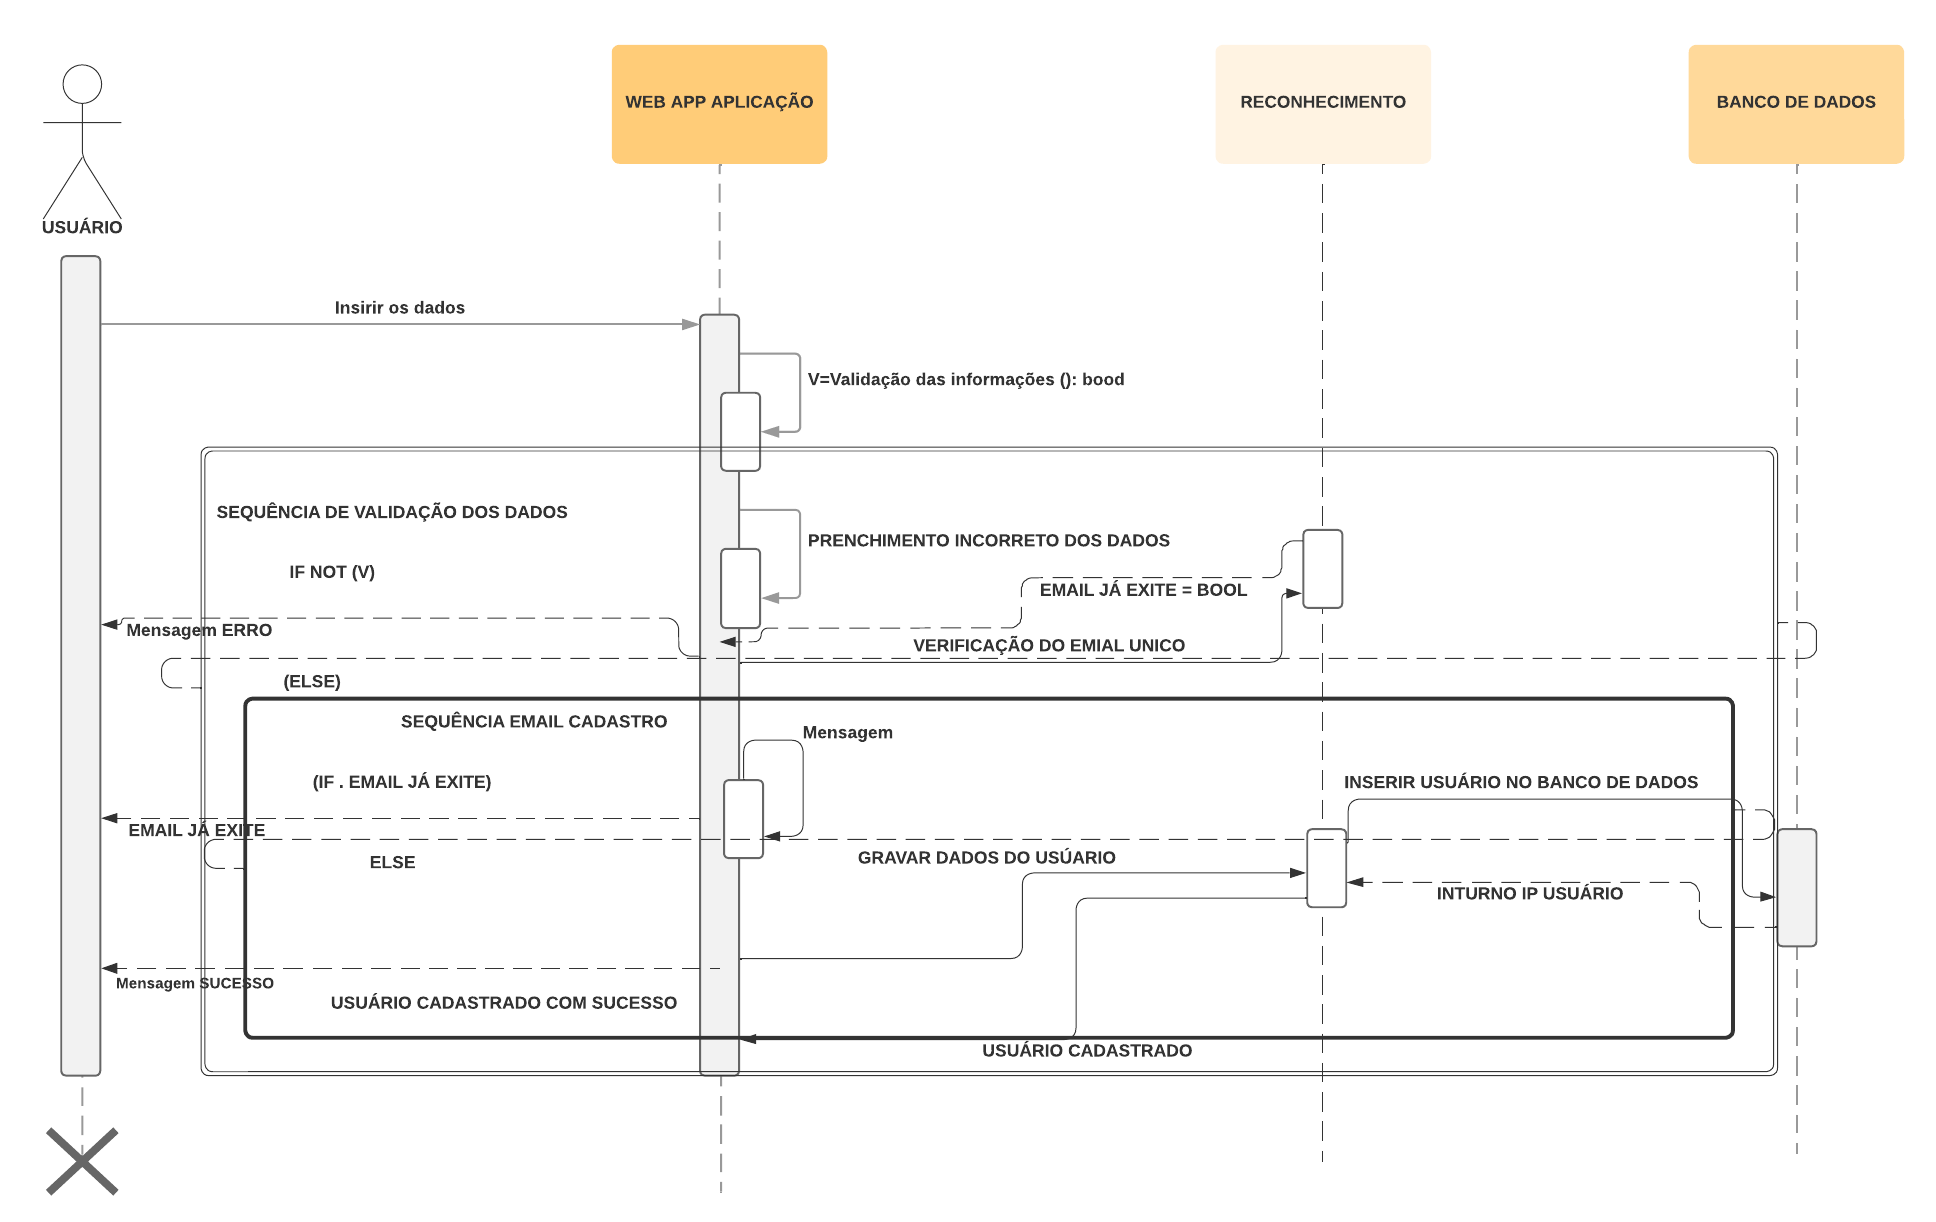 WEB APP APLICAÇÃO
RECONHECIMENTO
BANCO DE DADOS
USUÁRIO
Insirir os dados
V=Validação das informações (): bood
SEQUÊNCIA DE VALIDAÇÃO DOS DADOS
PRENCHIMENTO INCORRETO DOS DADOS
IF NOT (V)
EMAIL JÁ EXITE = BOOL
Mensagem ERRO
VERIFICAÇÃO DO EMIAL UNICO
(ELSE)
SEQUÊNCIA EMAIL CADASTRO
Mensagem
(IF . EMAIL JÁ EXITE)
INSERIR USUÁRIO NO BANCO DE DADOS
EMAIL JÁ EXITE
GRAVAR DADOS DO USÚARIO
ELSE
INTURNO IP USUÁRIO
Mensagem SUCESSO
USUÁRIO CADASTRADO COM SUCESSO
USUÁRIO CADASTRADO